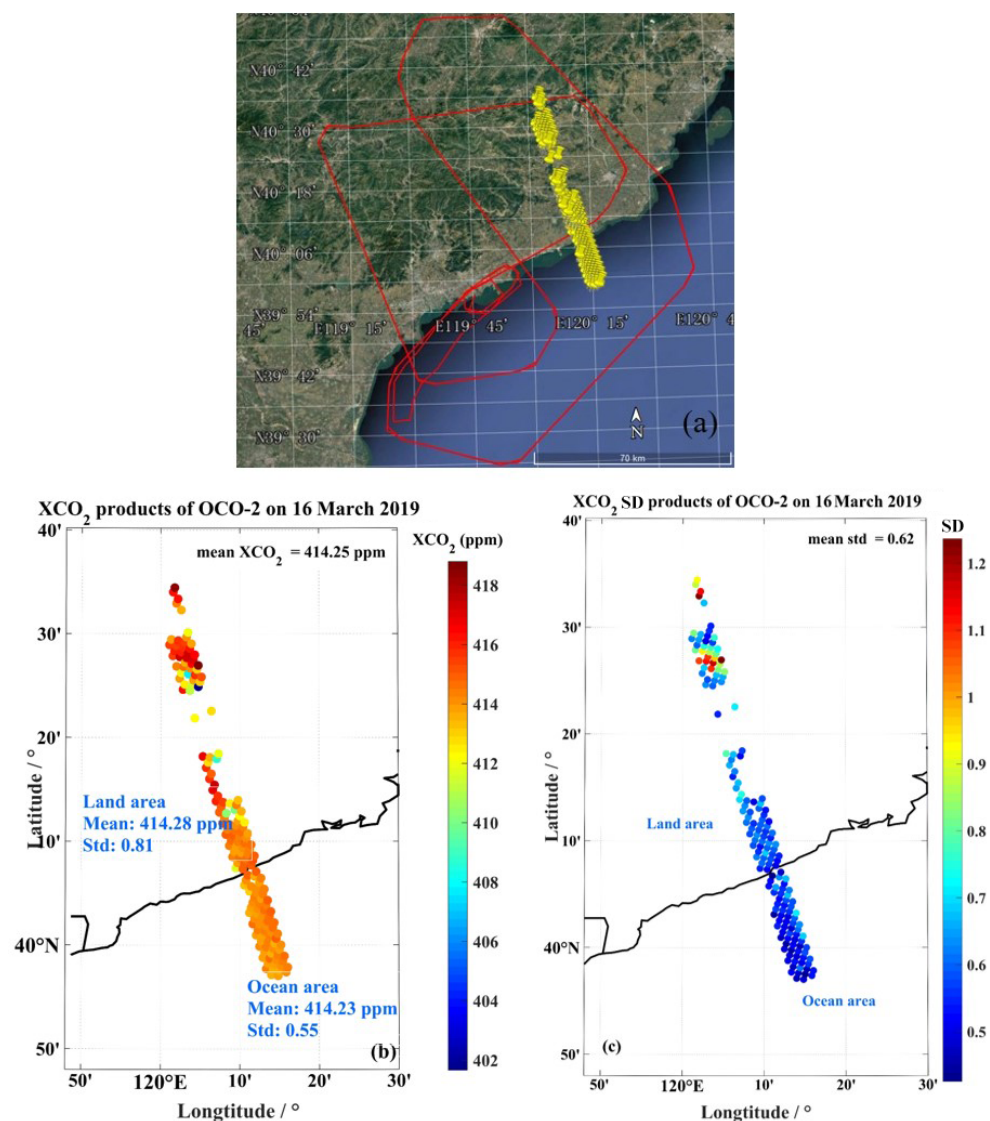 N40° 42'
N40° 30'
N40° 18'
N40° 06'
N39° 54'
45' E119° 15' E119° 45' E120° 15' E120° 4
N39° 42'
N39° 30'
(a)
N
70 km
XCO2 products of OCO-2 on 16 March 2019
mean XCO2 = 414.25 ppm
XCO2 (ppm)
418
416
414
412
410
408
406
404
402
Latitude / °
40'
30'
20'
10'
40°N
50'
Land area
Mean: 414.28 ppm
Std: 0.81
Ocean area
Mean: 414.23 ppm
Std: 0.55
(b)
50' 120°E 10' 20' 30'
Longtitude / °
XCO2 SD products of OCO-2 on 16 March 2019
mean std = 0.62
SD
1.2
1.1
1
0.9
0.8
0.7
0.6
0.5
Latitude / °
40'
30'
20'
10'
40°N
50'
Land area
Ocean area
(c)
50' 120°E 10' 20' 30'
Longtitude / °